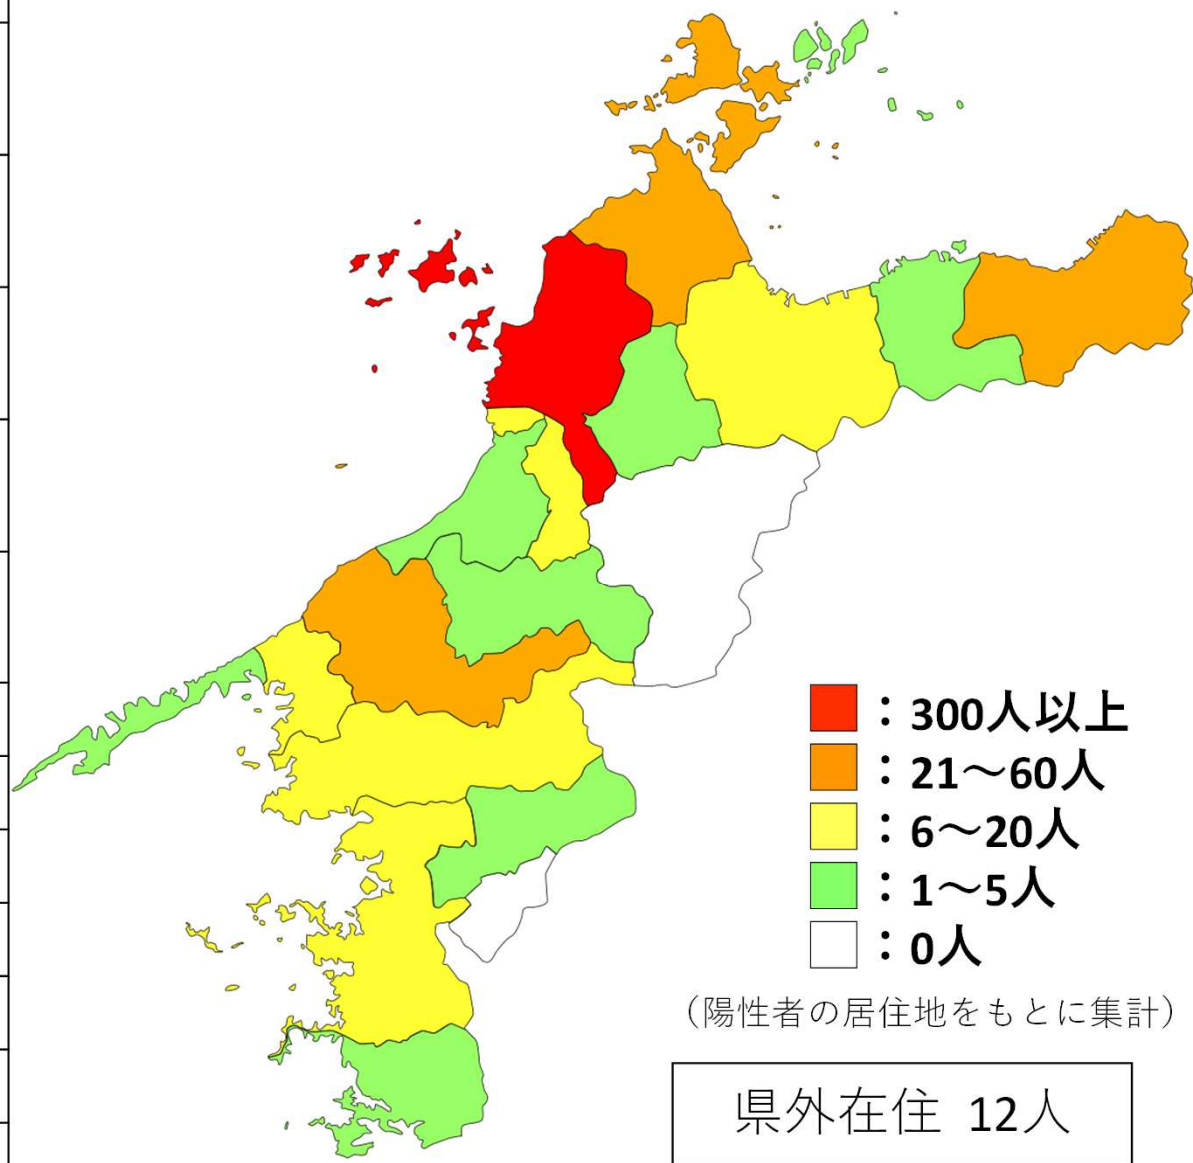 ：300人以上
：21～60人
：6～20人
：1～5人
：0人
（陽性者の居住地をもとに集計）
県外在住 12人